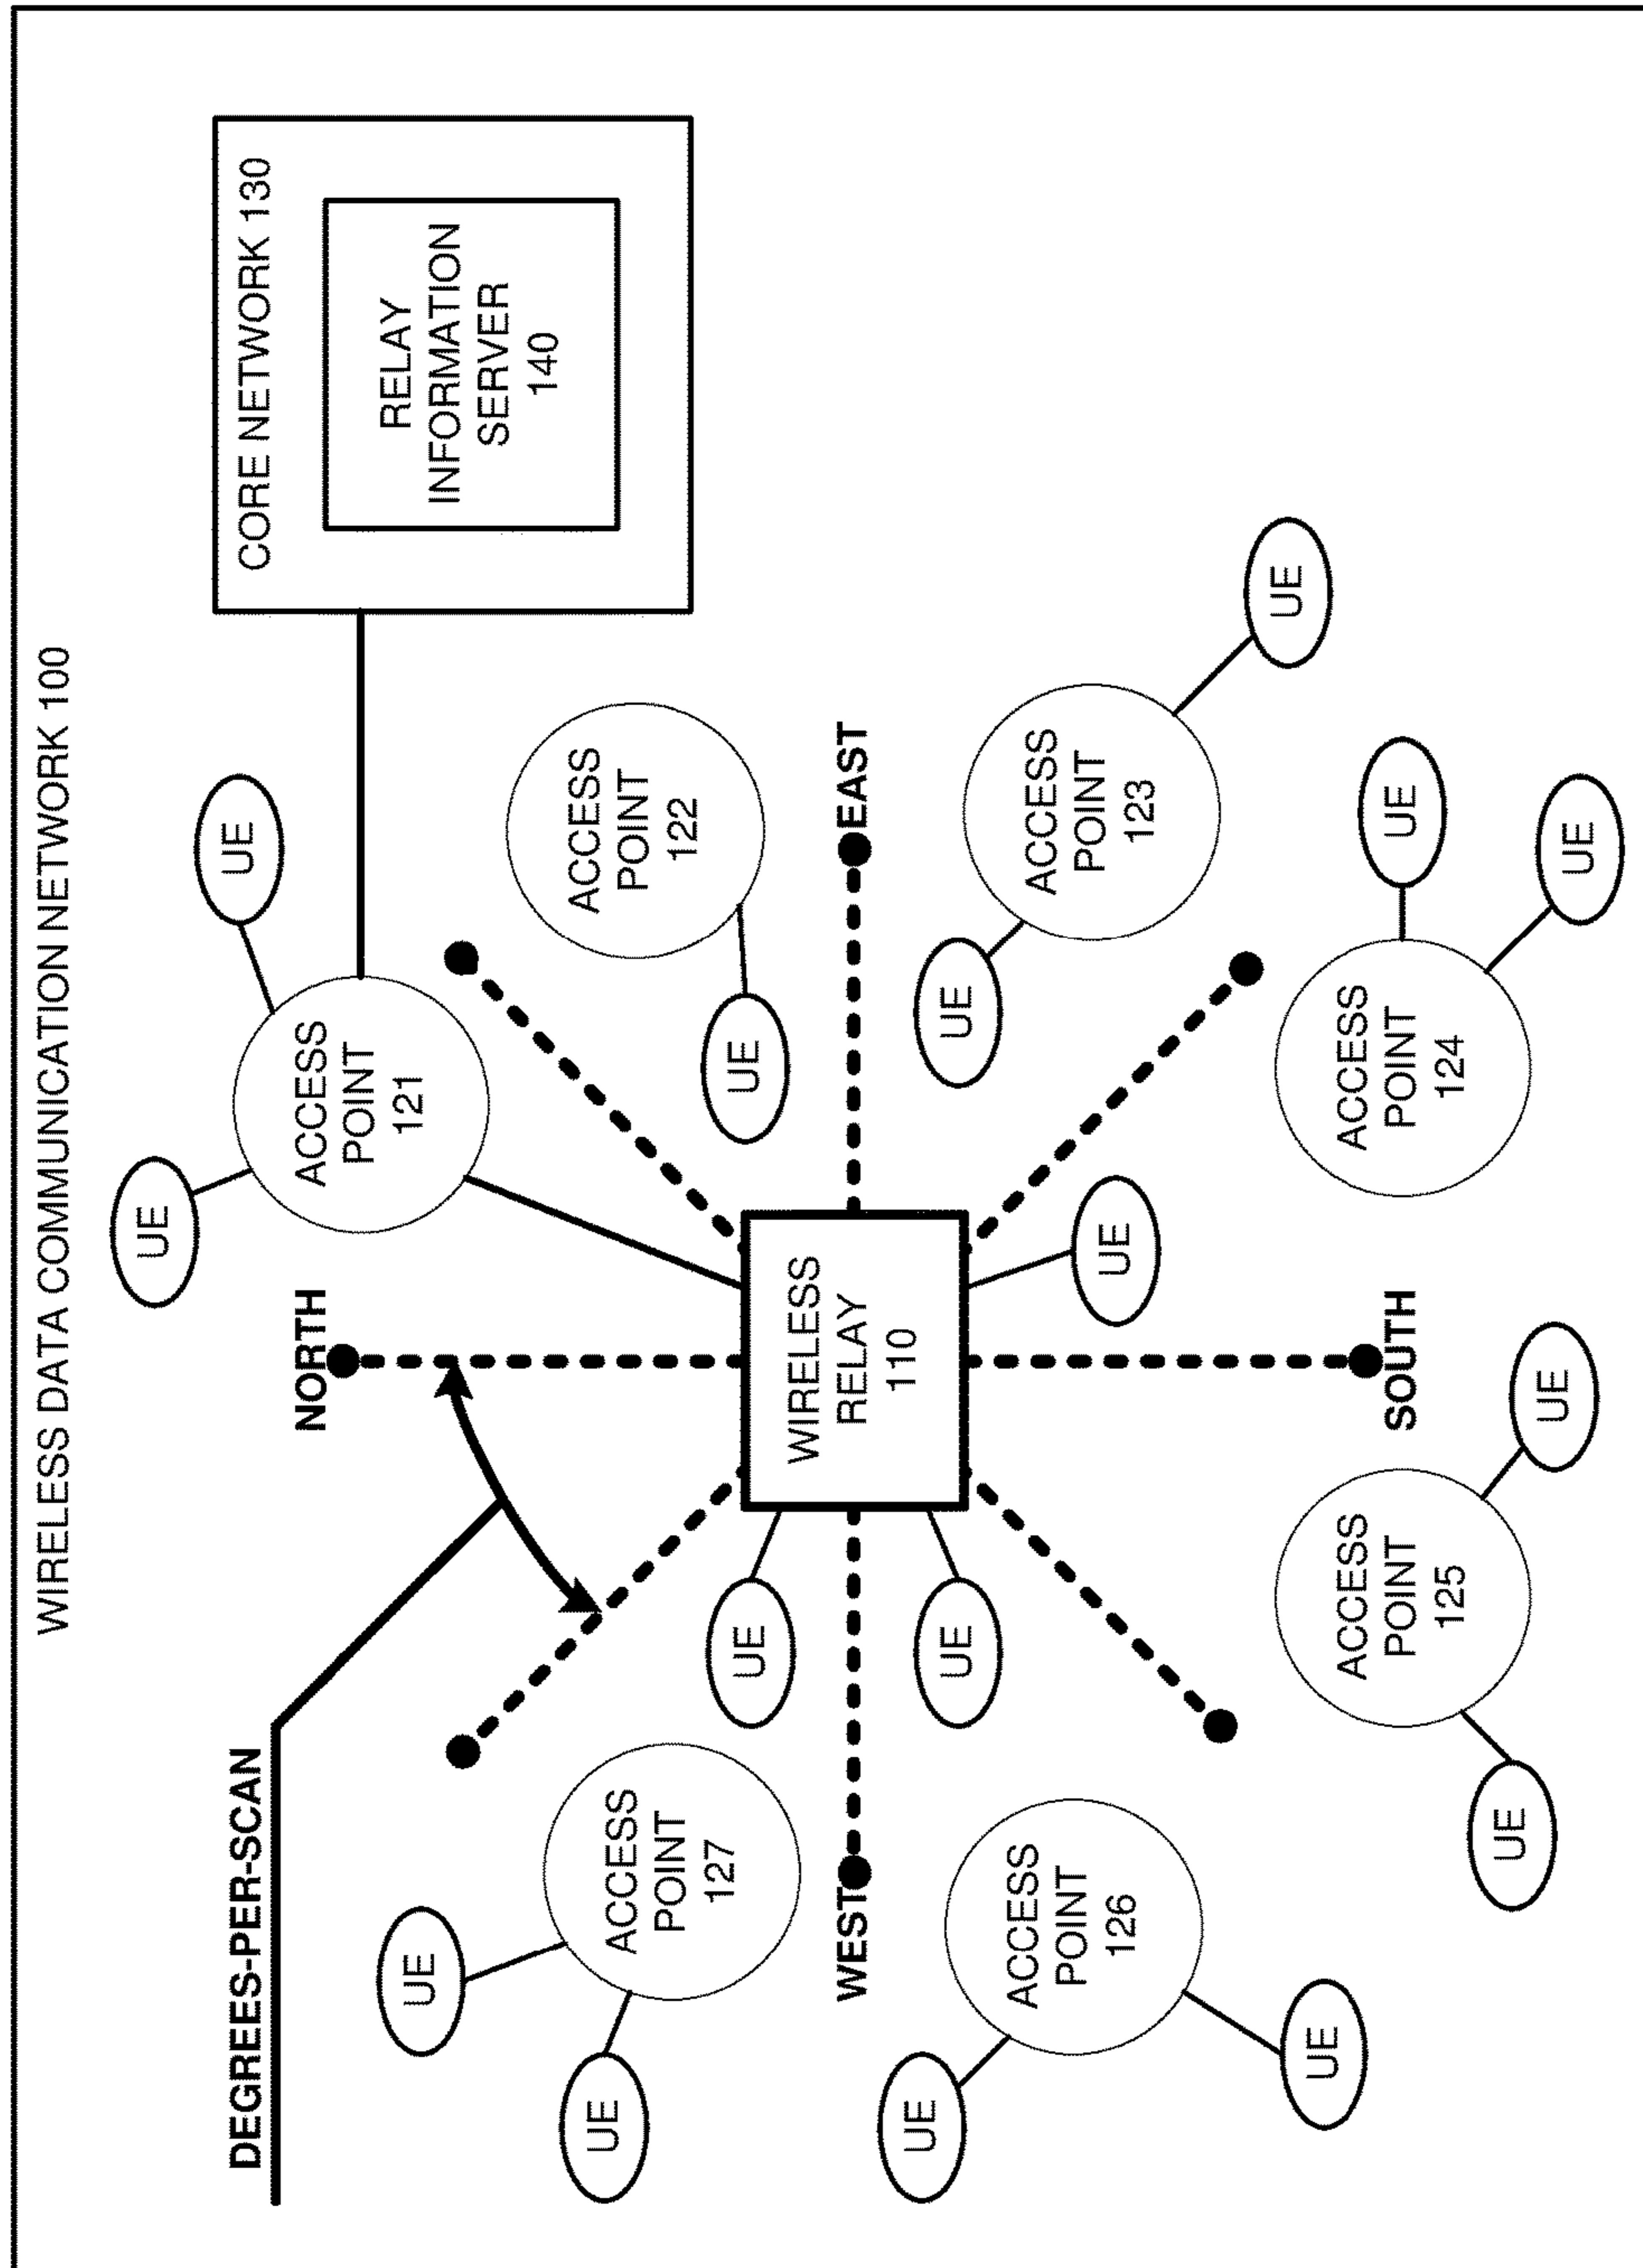 WIRELESS DATA COMMUNICATION NETWORK 100
UE
UE
DEGREES-PER-SCAN
CORE NETWORK 130
NORTH
ACCESS
POINT
121
RELAY
INFORMATION
SERVER
140
UE
UE
ACCESS
POINT
127
ACCESS
POINT
122
UE
UE
WEST
WIRELESS
RELAY
110
EAST
UE
UE
UE
ACCESS
POINT
126
ACCESS
POINT
123
UE
UE
UE
ACCESS
POINT
125
SOUTH
ACCESS
POINT
124
UE
UE
UE
UE